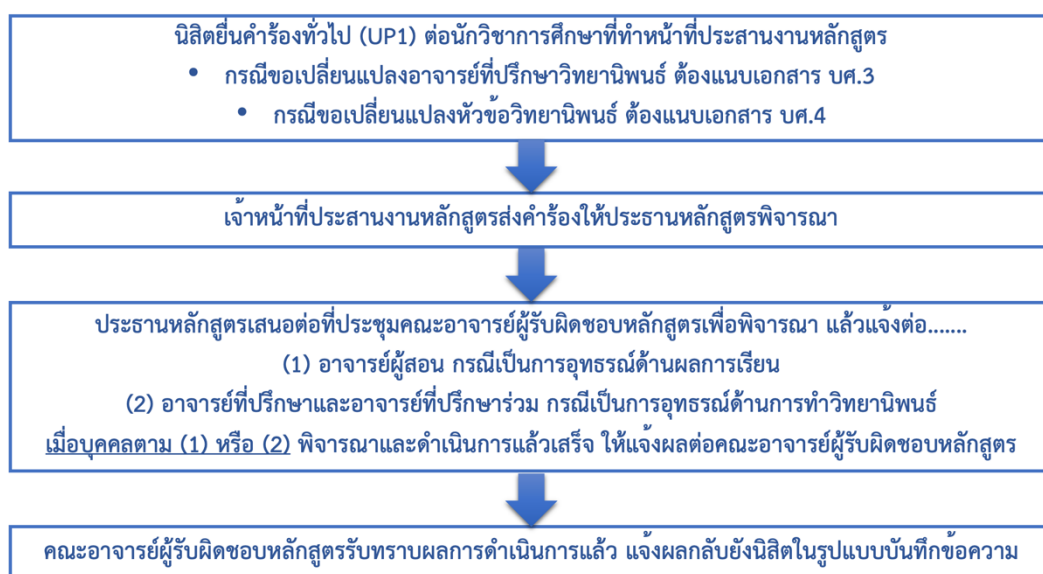 นิสิตยื่นคำร้องทั่วไป (UP1) ต่อนักวิชาการศึกษาที่ทำหน้าที่ประสานงานหลักสูตร
• กรณีขอเปลี่ยนแปลงอาจารย์ที่ปรึกษาวิทยานิพนธ์ ต้องแนบเอกสาร บศ.3
• กรณีขอเปลี่ยนแปลงหัวข้อวิทยานิพนธ์ ต้องแนบเอกสาร บศ.4
เจ้าหน้าที่ประสานงานหลักสูตรส่งคำร้องให้ประธานหลักสูตรพิจารณา
ประธานหลักสูตรเสนอต่อที่ประชุมคณะอาจารย์ผู้รับผิดชอบหลักสูตรเพื่อพิจารณา แล้วแจ้งต่อ.......
(1) อาจารย์ผู้สอน กรณีเป็นการอุทธรณ์ด้านผลการเรียน
(2) อาจารย์ที่ปรึกษาและอาจารย์ที่ปรึกษาร่วม กรณีเป็นการอุทธรณ์ด้านการทำวิทยานิพนธ์
เมื่อบุคคลตาม (1) หรือ (2) พิจารณาและดำเนินการแล้วเสร็จ ให้แจ้งผลต่อคณะอาจารย์ผู้รับผิดชอบหลักสูตร
คณะอาจารย์ผู้รับผิดชอบหลักสูตรรับทราบผลการดำเนินการแล้ว แจ้งผลกลับยังนิสิตในรูปแบบบันทึกข้อความ